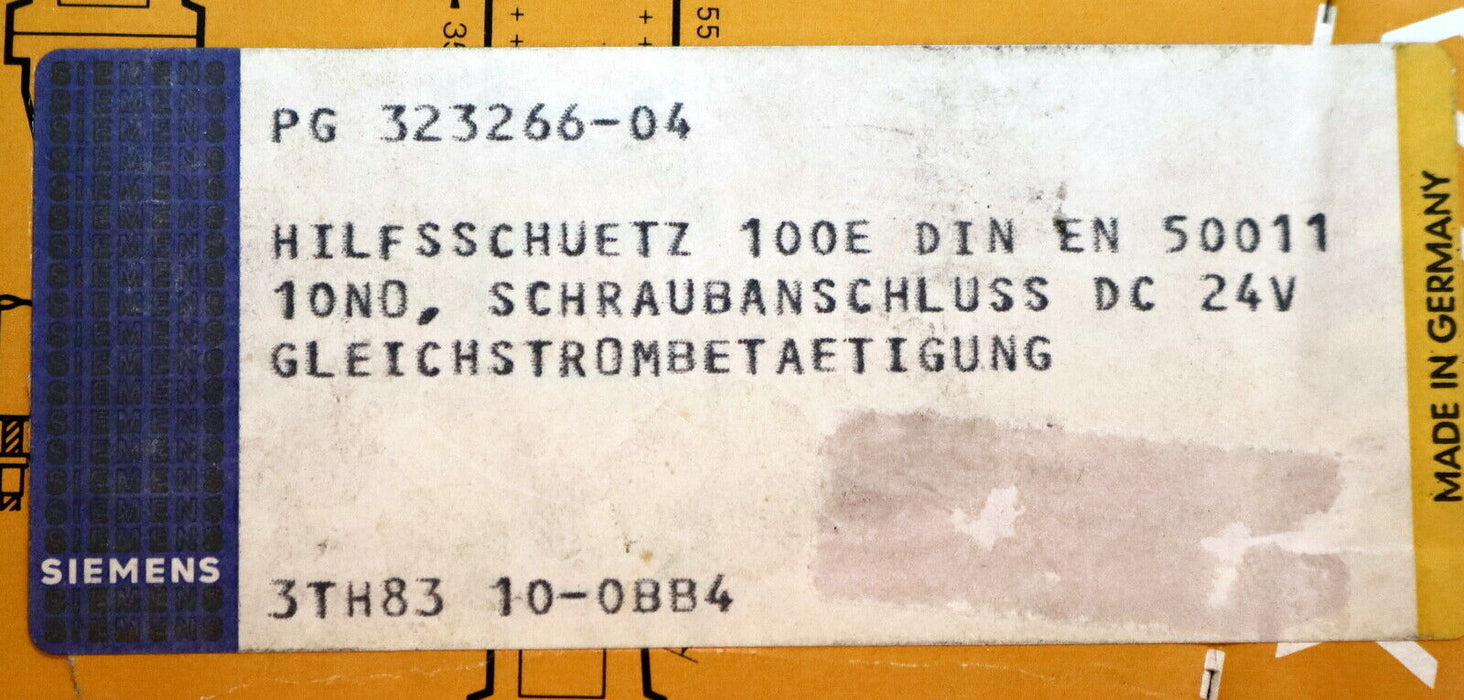 PG 323266-04
HILFSSCHUETZ 100E DIN EN 50011
10NO, SCHRAUBANSCHLUSS DC 24V
GLEICHSTROMBETAETIGUNG
3TH83 10-0BB4
SIEMENS
MADE IN GERMANY
55